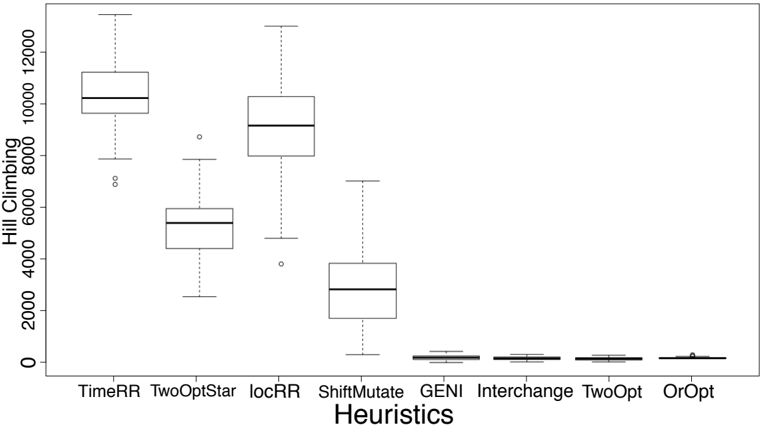 Hill Climbing
12000
10000
8000
6000
4000
2000
0
TimeRR TwoOptStar locRR ShiftMutate GENI Interchange TwoOpt OrOpt
Heuristics